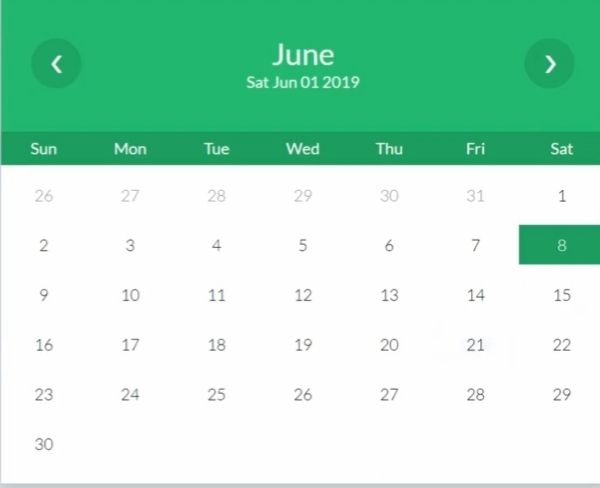 June
Sat Jun 01 2019
Sun Mon Tue Wed Thu Fri Sat
26 27 28 29 30 31 1
2 3 4 5 6 7 8
9 10 11 12 13 14 15
16 17 18 19 20 21 22
23 24 25 26 27 28 29
30